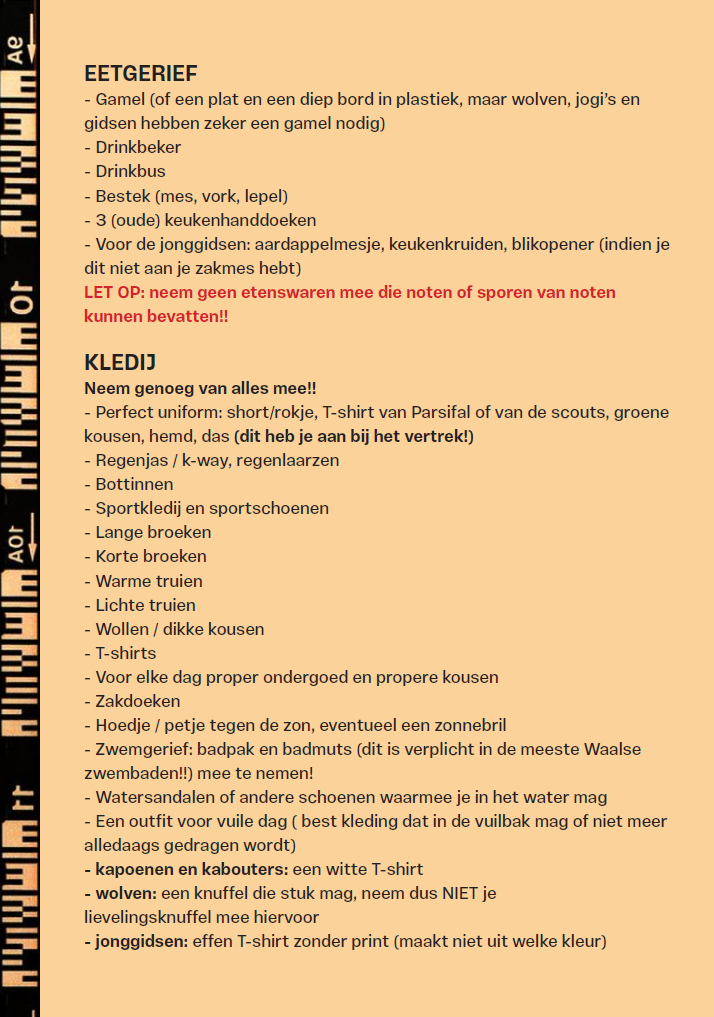 9A
EETGERIEF
- Gamel (of een plat en een diep bord in plastiek, maar wolven, jogi's en
gidsen hebben zeker een gamel nodig)
- Drinkbeker
- Drinkbus
- Bestek (mes, vork, lepel)
- 3 (oude) keukenhanddoeken
- Voor de jonggidsen: aardappelmesje, keukenkruiden, blikopener (indien je
dit niet aan je zakmes hebt)
LET OP: neem geen etenswaren mee die noten of sporen van noten
kunnen bevatten!!
10
KLEDIJ
Neem genoeg van alles mee!!
- Perfect uniform: short/rokje, T-shirt van Parsifal of van de scouts, groene
kousen, hemd, das (dit heb je aan bij het vertrek!)
- Regenjas / k-way, regenlaarzen
- Bottinnen
- Sportkledij en sportschoenen
- Lange broeken
10A
- Korte broeken
- Warme truien
- Lichte truien
- Wollen / dikke kousen
- T-shirts
- Voor elke dag proper ondergoed en propere kousen
- Zakdoeken
- Hoedje / petje tegen de zon, eventueel een zonnebril
- Zwemgerief: badpak en badmuts (dit is verplicht in de meeste Waalse
zwembaden!!) mee te nemen!
- Watersandalen of andere schoenen waarmee je in het water mag
11
- Een outfit voor vuile dag ( best kleding dat in de vuilbak mag of niet meer
alledaags gedragen wordt)
- kapoenen en kabouters: een witte T-shirt
- wolven: een knuffel die stuk mag, neem dus NIET je
lievelingsknuffel mee hiervoor
- jonggidsen: effen T-shirt zonder print (maakt niet uit welke kleur)